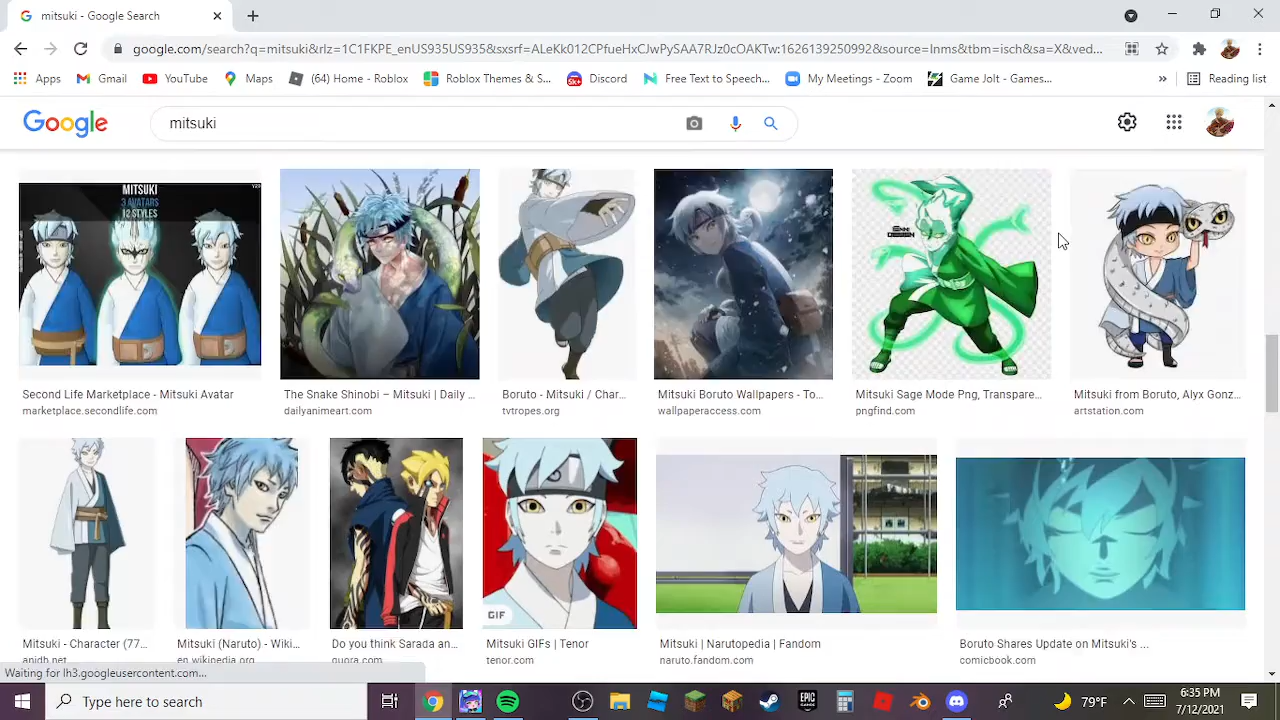 mitsuki - Google Search
google.com/search?q=mitsuki&rlz=1C1FKPE_enUS935US935&sxsrf=ALeKk012CPfueHxCJwPySAA7RJz0cOAKTw:1626139250992&source=lnms&tbm=isch&sa=X&ved...
Apps Gmail YouTube Maps (64) Home - Roblox Roblox Themes & S... Discord Free Text to Speech... My Meetings - Zoom Game Jolt - Games... » Reading list
Google mitsuki
MITSUKI
3 AVATARS
12 STYLES
Second Life Marketplace - Mitsuki Avatar
marketplace.secondlife.com
The Snake Shinobi – Mitsuki | Daily ...
dailyanimeart.com
Boruto - Mitsuki / Char...
tvtropes.org
Mitsuki Boruto Wallpapers - To...
wallpaperaccess.com
Mitsuki Sage Mode Png, Transpare...
pngfind.com
Mitsuki from Boruto, Alyx Gonz...
artstation.com
GIF
Mitsuki - Character (77...
anidb.net
Mitsuki (Naruto) - Wiki...
en.wikipedia.org
Do you think Sarada an...
quora.com
Mitsuki GIFs | Tenor
tenor.com
Mitsuki | Narutopedia | Fandom
naruto.fandom.com
Boruto Shares Update on Mitsuki's ...
comicbook.com
Waiting for lh3.googleusercontent.com...
Type here to search
EPIC
GAMES
79°F
6:35 PM
7/12/2021